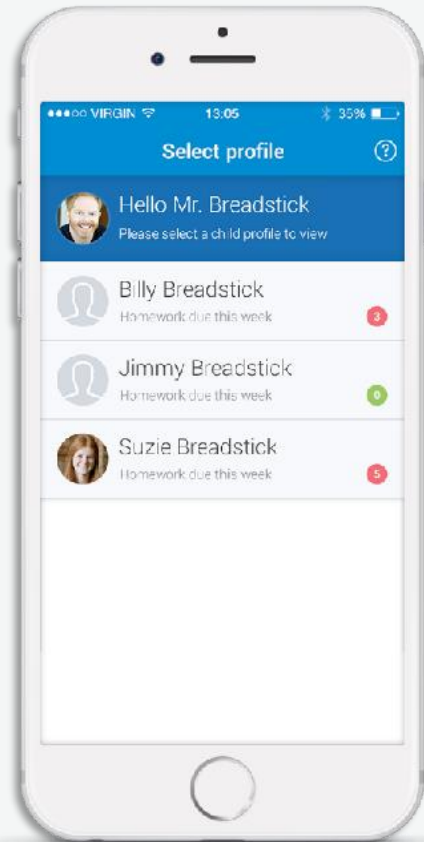 VIRGIN 13:05 35%
Select profile ?
Hello Mr. Breadstick
Please select a child profile to view
Billy Breadstick
Homework due this week 3
Jimmy Breadstick
Homework due this week 0
Suzie Breadstick
Homework due this week 5